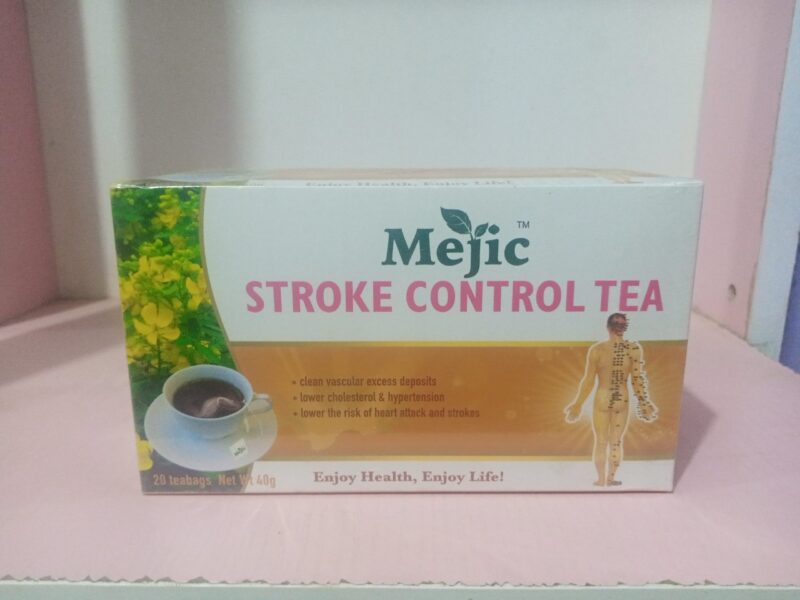 Enjoy Health, Enjoy Life!
Mejic™
STROKE CONTROL TEA
• clean vascular excess deposits
• lower cholesterol & hypertension
• lower the risk of heart attack and strokes
Mejic
20 teabags Net Wt 40g
Enjoy Health, Enjoy Life!